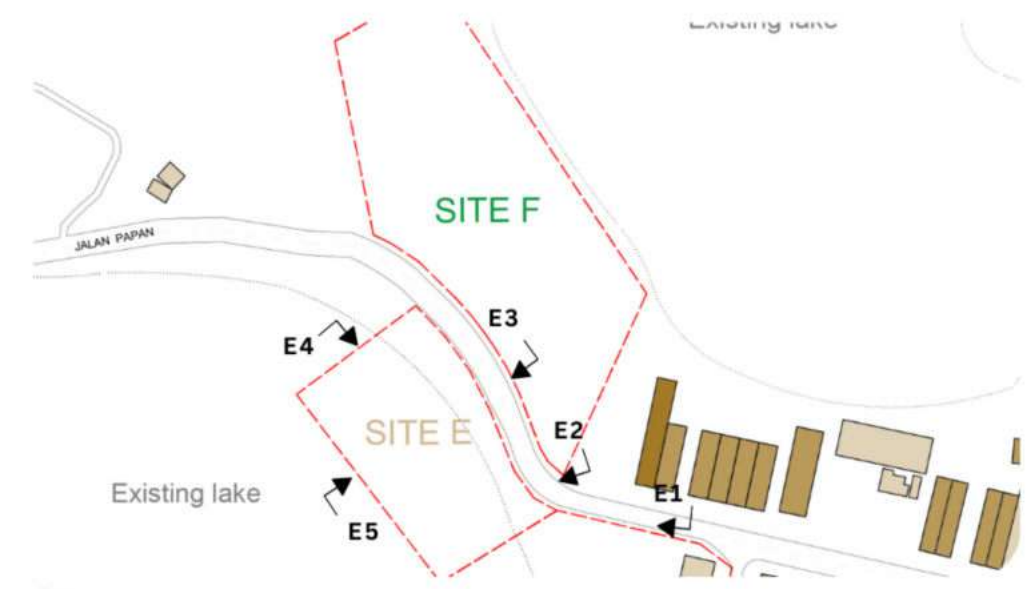 Existing lake
SITE F
JALAN PAPAN
E3
E4
SITE E
E2
Existing lake
E1
E5